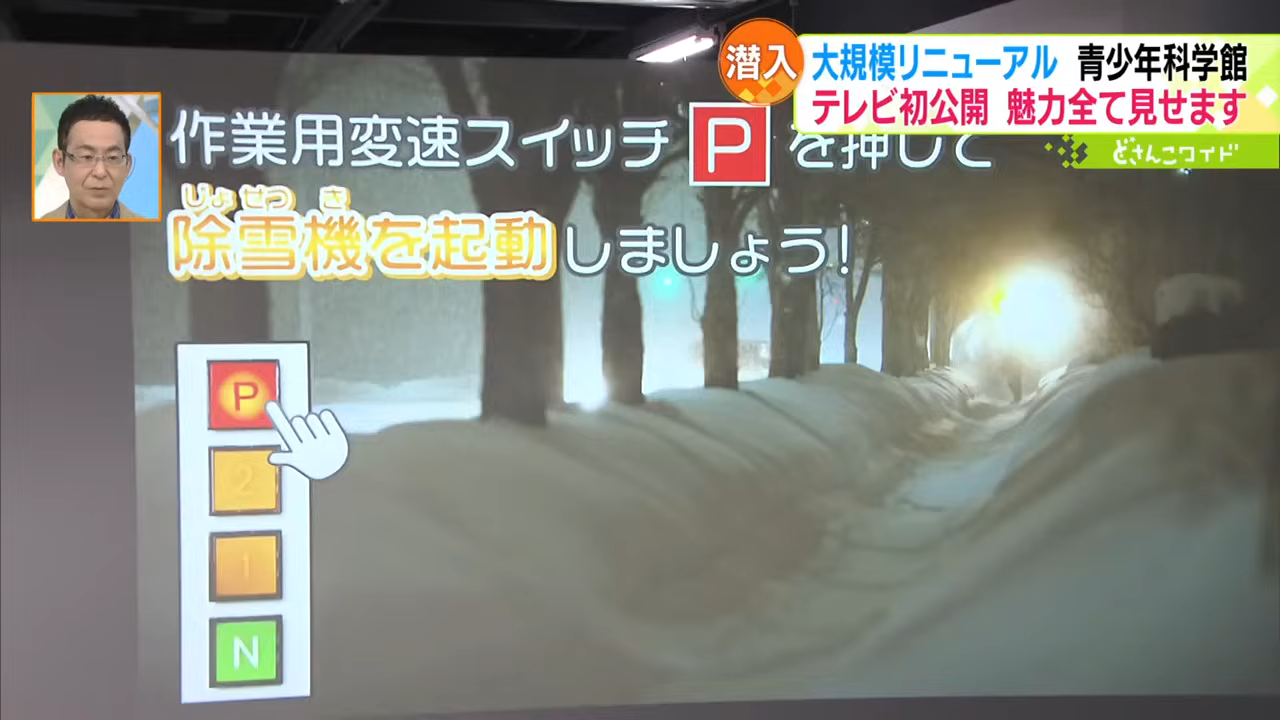 潜入
大規模リニューアル 青少年科学館
テレビ初公開 魅力全て見せます
どさんこワイド
作業用変速スイッチ P を押して
じょせつき
除雪機を起動しましょう!
P
2
1
N